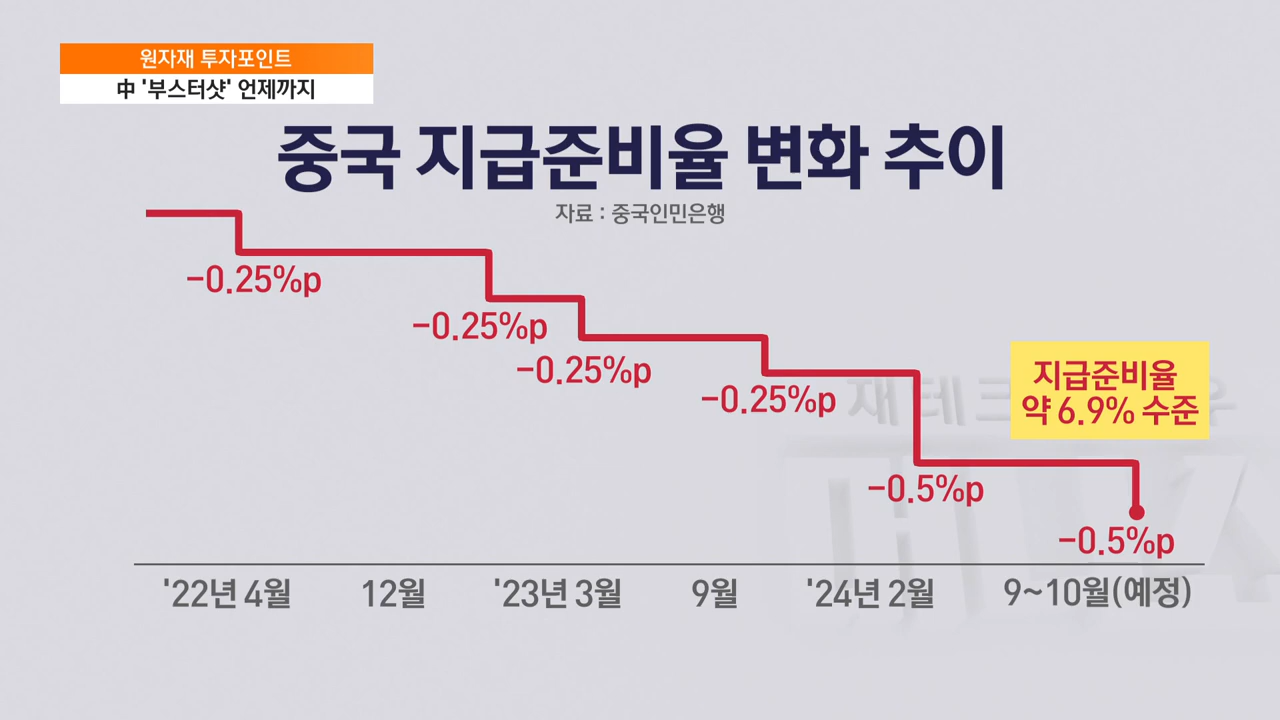 원자재 투자포인트
中 '부스터샷' 언제까지
중국 지급준비율 변화 추이
자료 : 중국인민은행
-0.25%p
-0.25%p
-0.25%p
-0.25%p
-0.5%p
-0.5%p
지급준비율
약 6.9% 수준
'22년 4월 12월 '23년 3월 9월 '24년 2월 9~10월(예정)
재테크